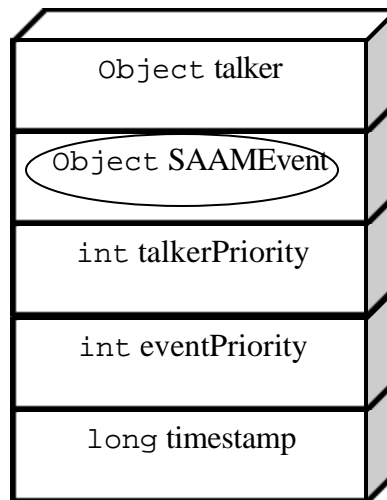 Object talker
Object SAAMEvent
int talkerPriority
int eventPriority
long timestamp